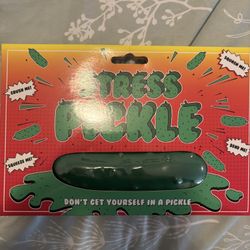 CRUSH ME!
SQUASH ME!
STRESS
PICKLE
SQUEEZE ME!
BEND ME!
DON'T GET YOURSELF IN A PICKLE